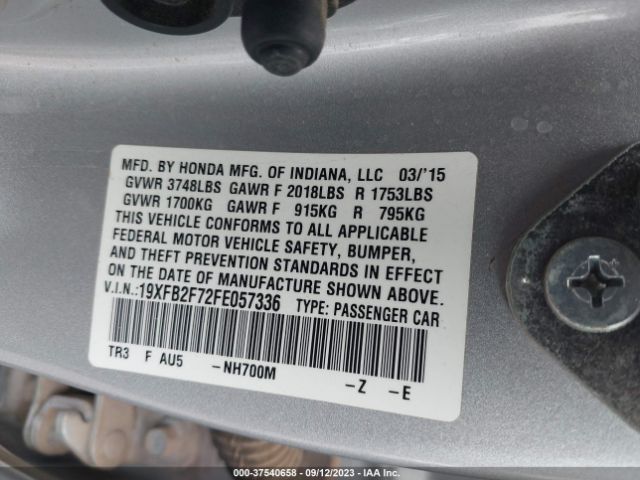 MFD. BY HONDA MFG. OF INDIANA, LLC 03/'15
GVWR 3748LBS GAWR F 2018LBS R 1753LBS
GVWR 1700KG GAWR F 915KG R 795KG
THIS VEHICLE CONFORMS TO ALL APPLICABLE
FEDERAL MOTOR VEHICLE SAFETY, BUMPER,
AND THEFT PREVENTION STANDARDS IN EFFECT
ON THE DATE OF MANUFACTURE SHOWN ABOVE.
V.I.N.:19XFB2F72FE057336 TYPE: PASSENGER CAR
TR3 F AU5 -NH700M -Z -E
000-37540658 - 09/12/2023 - IAA Inc.